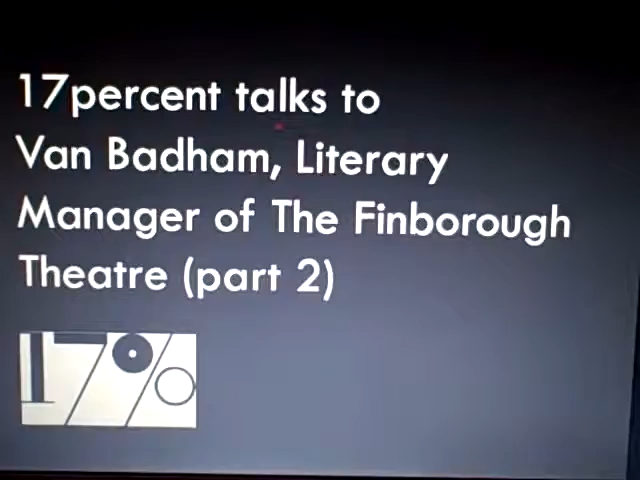 17percent talks to
Van Badham, Literary
Manager of The Finborough
Theatre (part 2)
17%